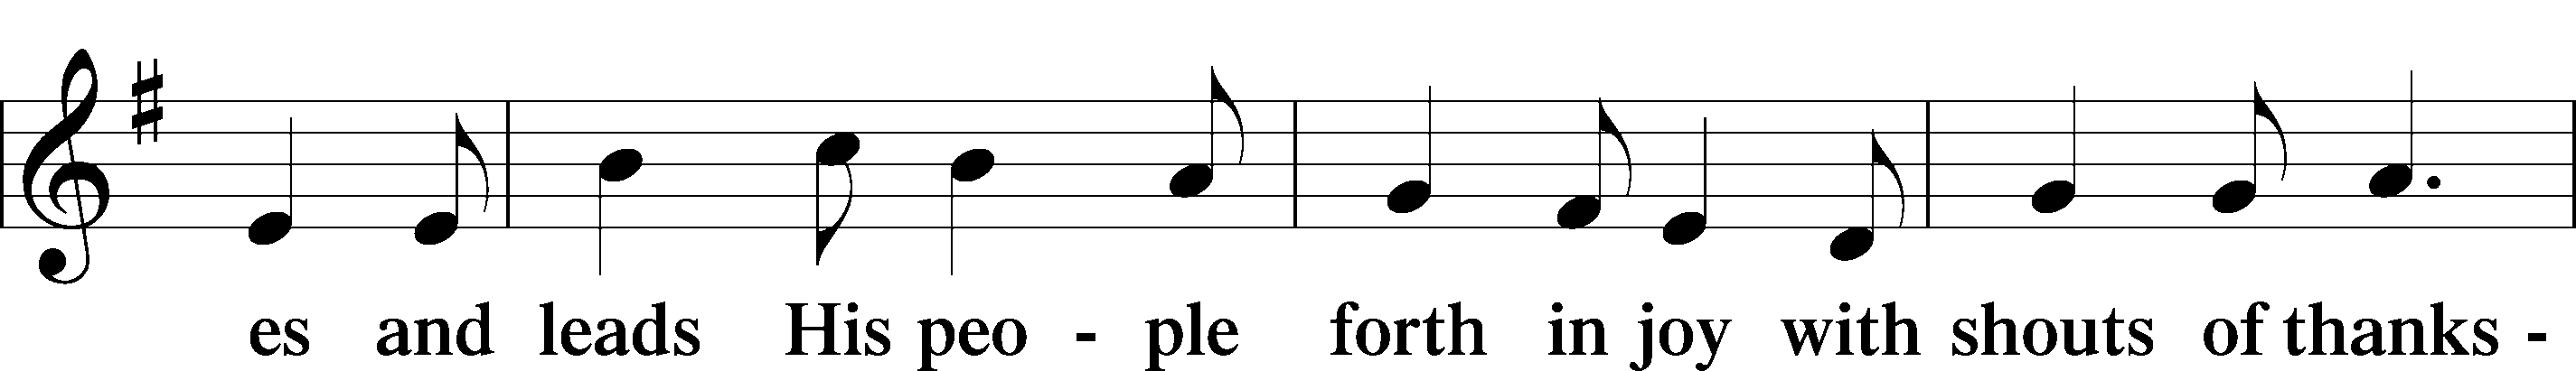 es and leads His peo - ple forth in joy with shouts of thanks -